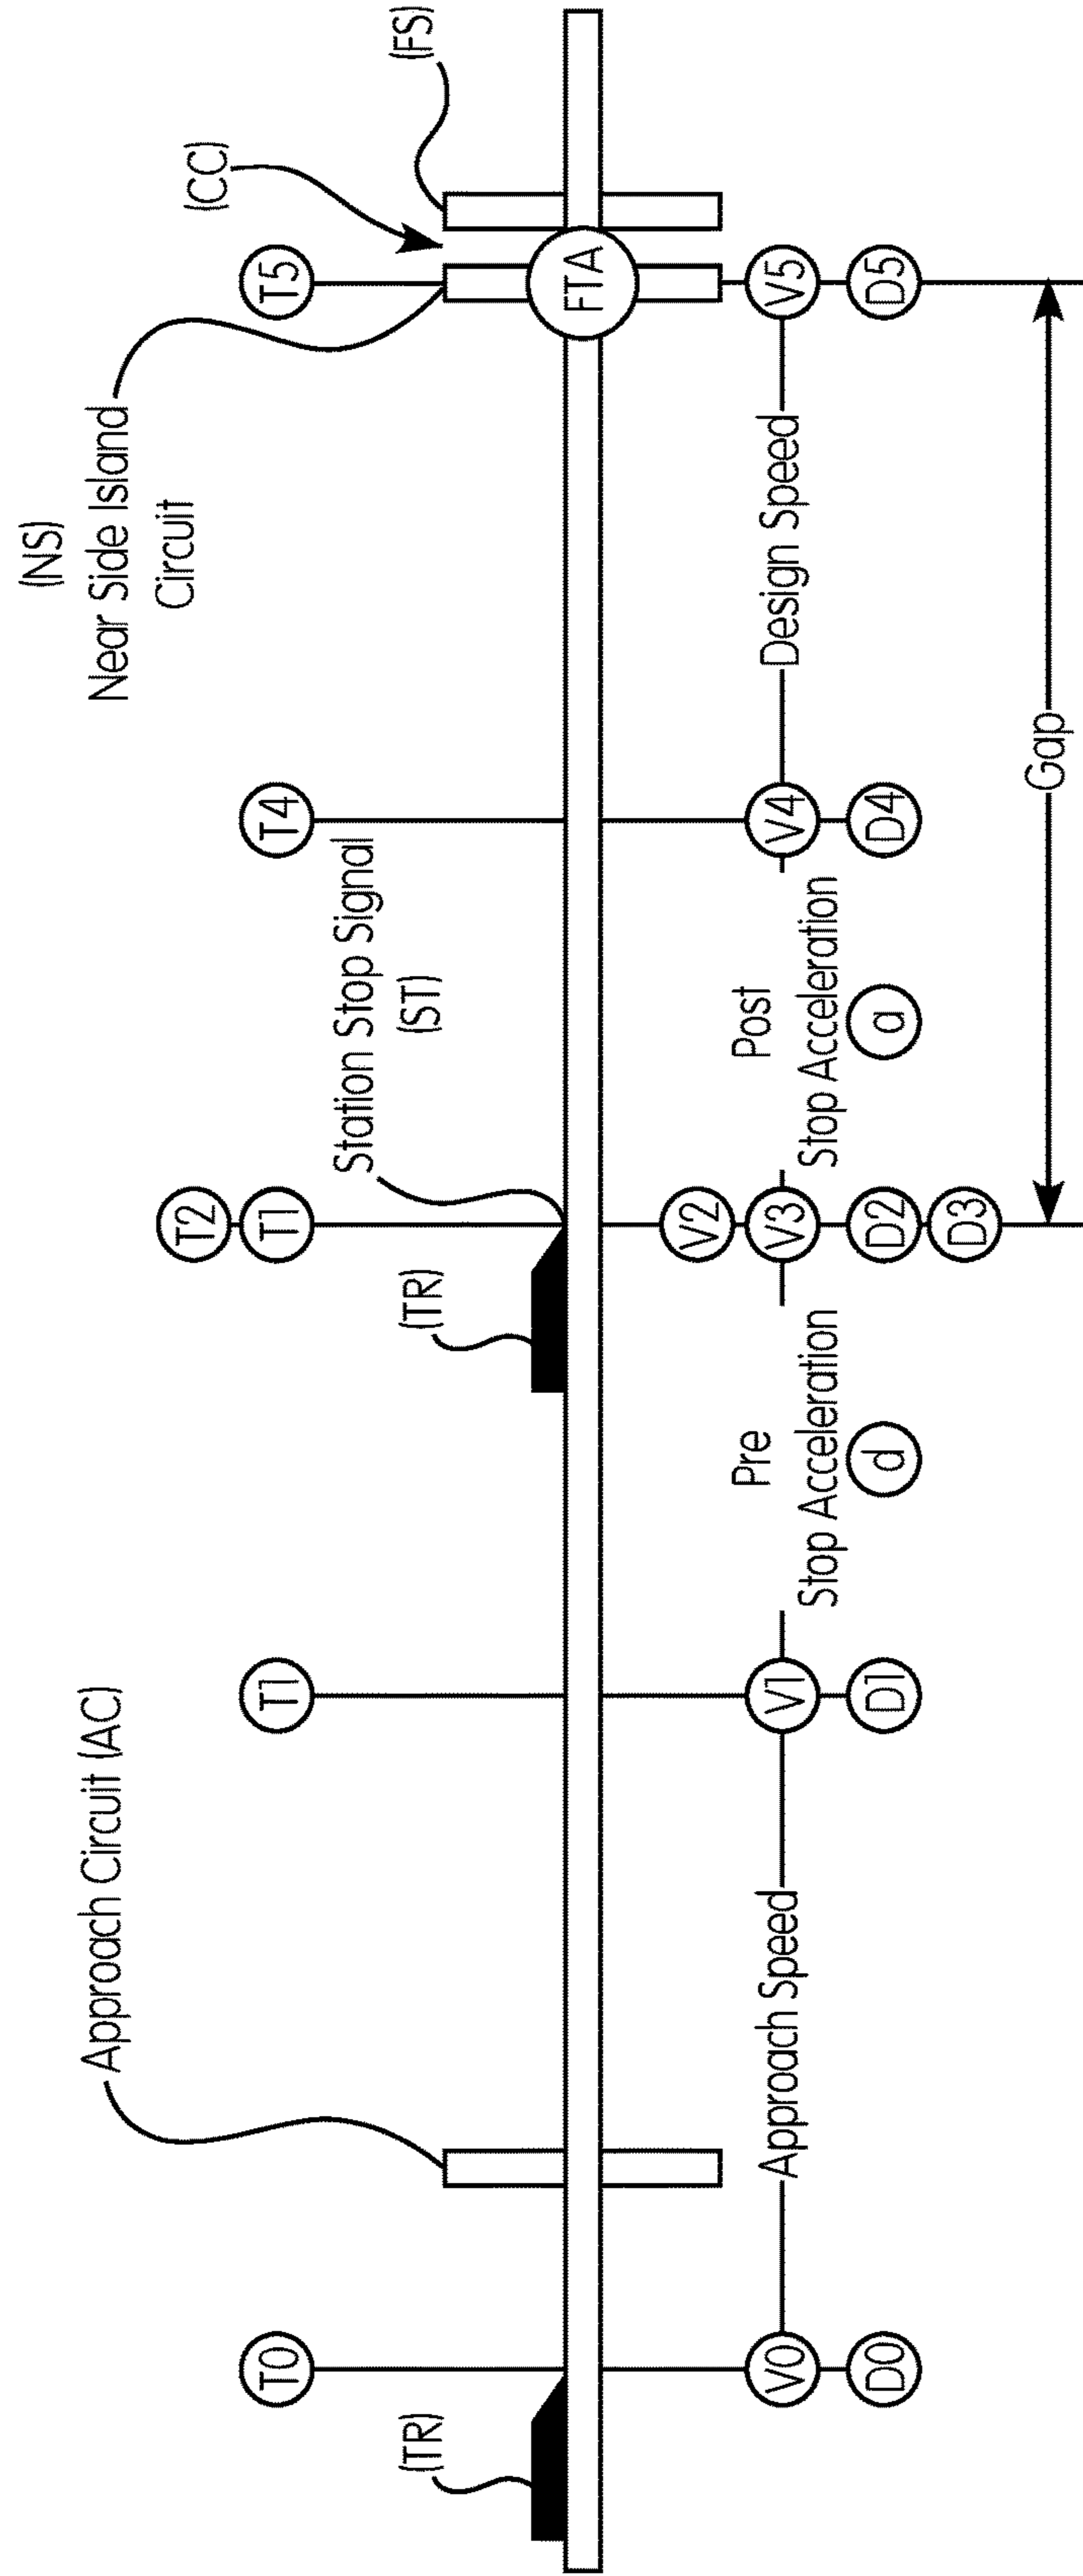 (NS)
Near Side Island
Circuit
(CC)
(FS)
Approach Circuit (AC)
T0
T1
T2
T1
T4
T5
Station Stop Signal
(ST)
(TR)
(TR)
FTA
V0
Approach Speed
V1
Pre
Stop Acceleration
V2
V3
Post
Stop Acceleration
V4
Design Speed
V5
D0
D1
d
D2
D3
a
D4
D5
Gap